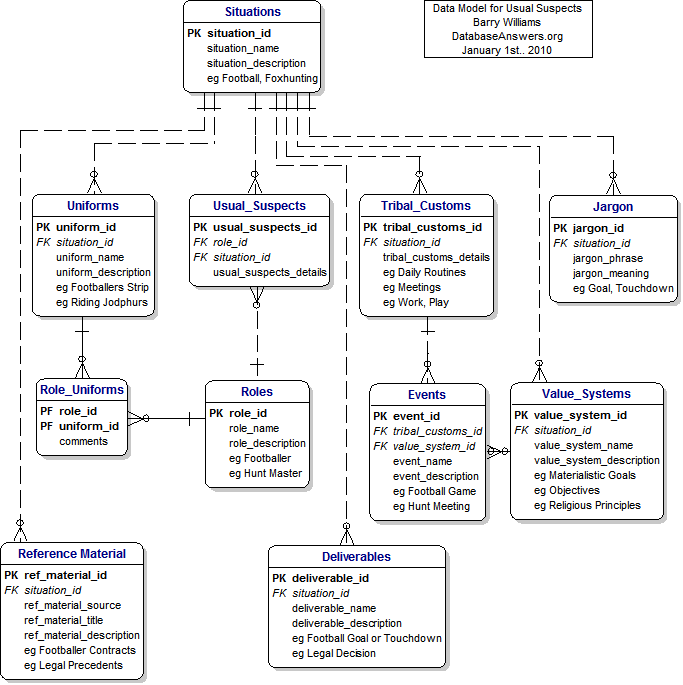 Situations
PK situation_id
situation_name
situation_description
eg Football, Foxhunting
Data Model for Usual Suspects
Barry Williams
DatabaseAnswers.org
January 1st.. 2010
Uniforms
PK uniform_id
FK situation_id
uniform_name
uniform_description
eg Footballers Strip
eg Riding Jodphurs
Usual_Suspects
PK usual_suspects_id
FK role_id
FK situation_id
usual_suspects_details
Tribal_Customs
PK tribal_customs_id
FK situation_id
tribal_customs_details
eg Daily Routines
eg Meetings
eg Work, Play
Jargon
PK jargon_id
FK situation_id
jargon_phrase
jargon_meaning
eg Goal, Touchdown
Role_Uniforms
PF role_id
PF uniform_id
comments
Roles
PK role_id
role_name
role_description
eg Footballer
eg Hunt Master
Events
PK event_id
FK tribal_customs_id
FK value_system_id
event_name
event_description
eg Football Game
eg Hunt Meeting
Value_Systems
PK value_system_id
FK situation_id
value_system_name
value_system_description
eg Materialistic Goals
eg Objectives
eg Religious Principles
Reference Material
PK ref_material_id
FK situation_id
ref_material_source
ref_material_title
ref_material_description
eg Footballer Contracts
eg Legal Precedents
Deliverables
PK deliverable_id
FK situation_id
deliverable_name
deliverable_description
eg Football Goal or Touchdown
eg Legal Decision